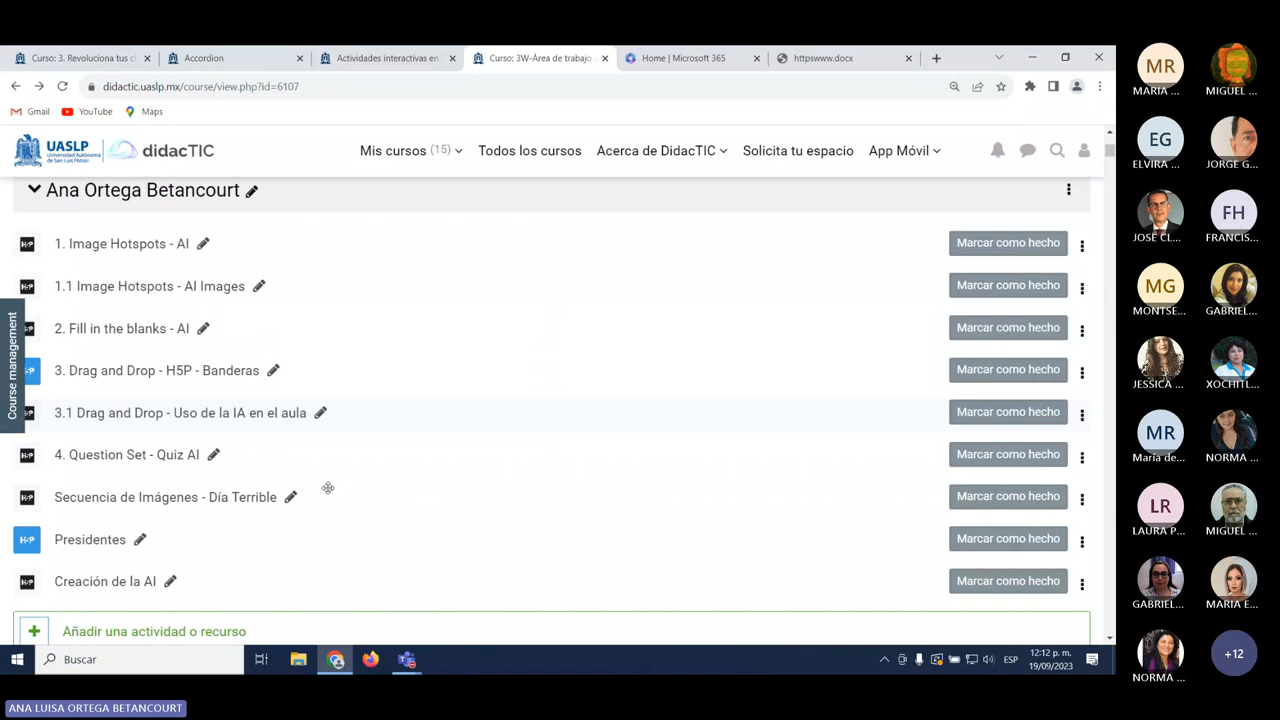 Curso: 3. Revoluciona tus cl
Accordion
Actividades interactivas en
Curso: 3W-Área de trabajo
Home | Microsoft 365
httpswww.docx
didactic.uaslp.mx/course/view.php?id=6107
Gmail
YouTube
Maps
UASLP
Universidad Autónoma
de San Luis Potosí
didacTIC
Mis cursos (15)
Todos los cursos
Acerca de DidacTIC
Solicita tu espacio
App Móvil
Ana Ortega Betancourt
H-P 1. Image Hotspots - AI Marcar como hecho
H-P 1.1 Image Hotspots - AI Images Marcar como hecho
2. Fill in the blanks - AI Marcar como hecho
3. Drag and Drop - H5P - Banderas Marcar como hecho
3.1 Drag and Drop - Uso de la IA en el aula Marcar como hecho
H-P 4. Question Set - Quiz AI Marcar como hecho
H-P Secuencia de Imágenes - Día Terrible Marcar como hecho
H-P Presidentes Marcar como hecho
H-P Creación de la AI Marcar como hecho
Añadir una actividad o recurso
Course management
Buscar
ESP
12:12 p. m.
19/09/2023
MR
MARIA ...
MIGUEL ...
EG
ELVIRA ...
JORGE G...
JOSE CL...
FH
FRANCIS...
MG
MONTSE...
GABRIEL...
JESSICA ...
XOCHITL...
MR
María de...
NORMA ...
LR
LAURA P...
MIGUEL ...
GABRIEL...
MARIA E...
NORMA ...
+12
ANA LUISA ORTEGA BETANCOURT